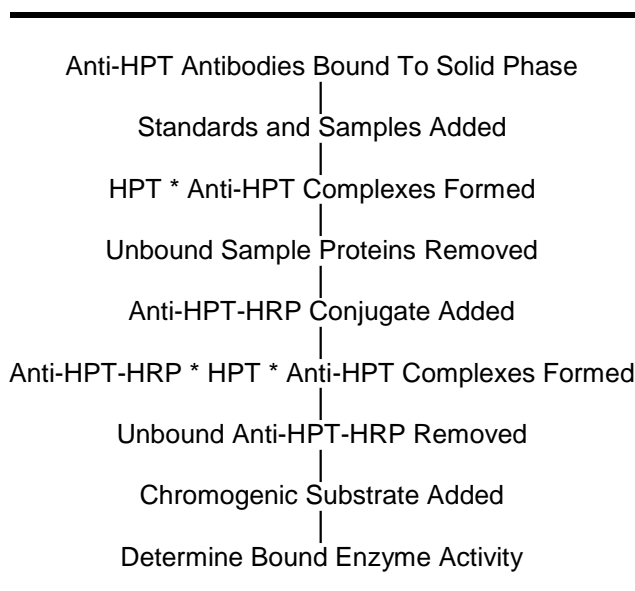 Anti-HPT Antibodies Bound To Solid Phase
Standards and Samples Added
HPT * Anti-HPT Complexes Formed
Unbound Sample Proteins Removed
Anti-HPT-HRP Conjugate Added
Anti-HPT-HRP * HPT * Anti-HPT Complexes Formed
Unbound Anti-HPT-HRP Removed
Chromogenic Substrate Added
Determine Bound Enzyme Activity